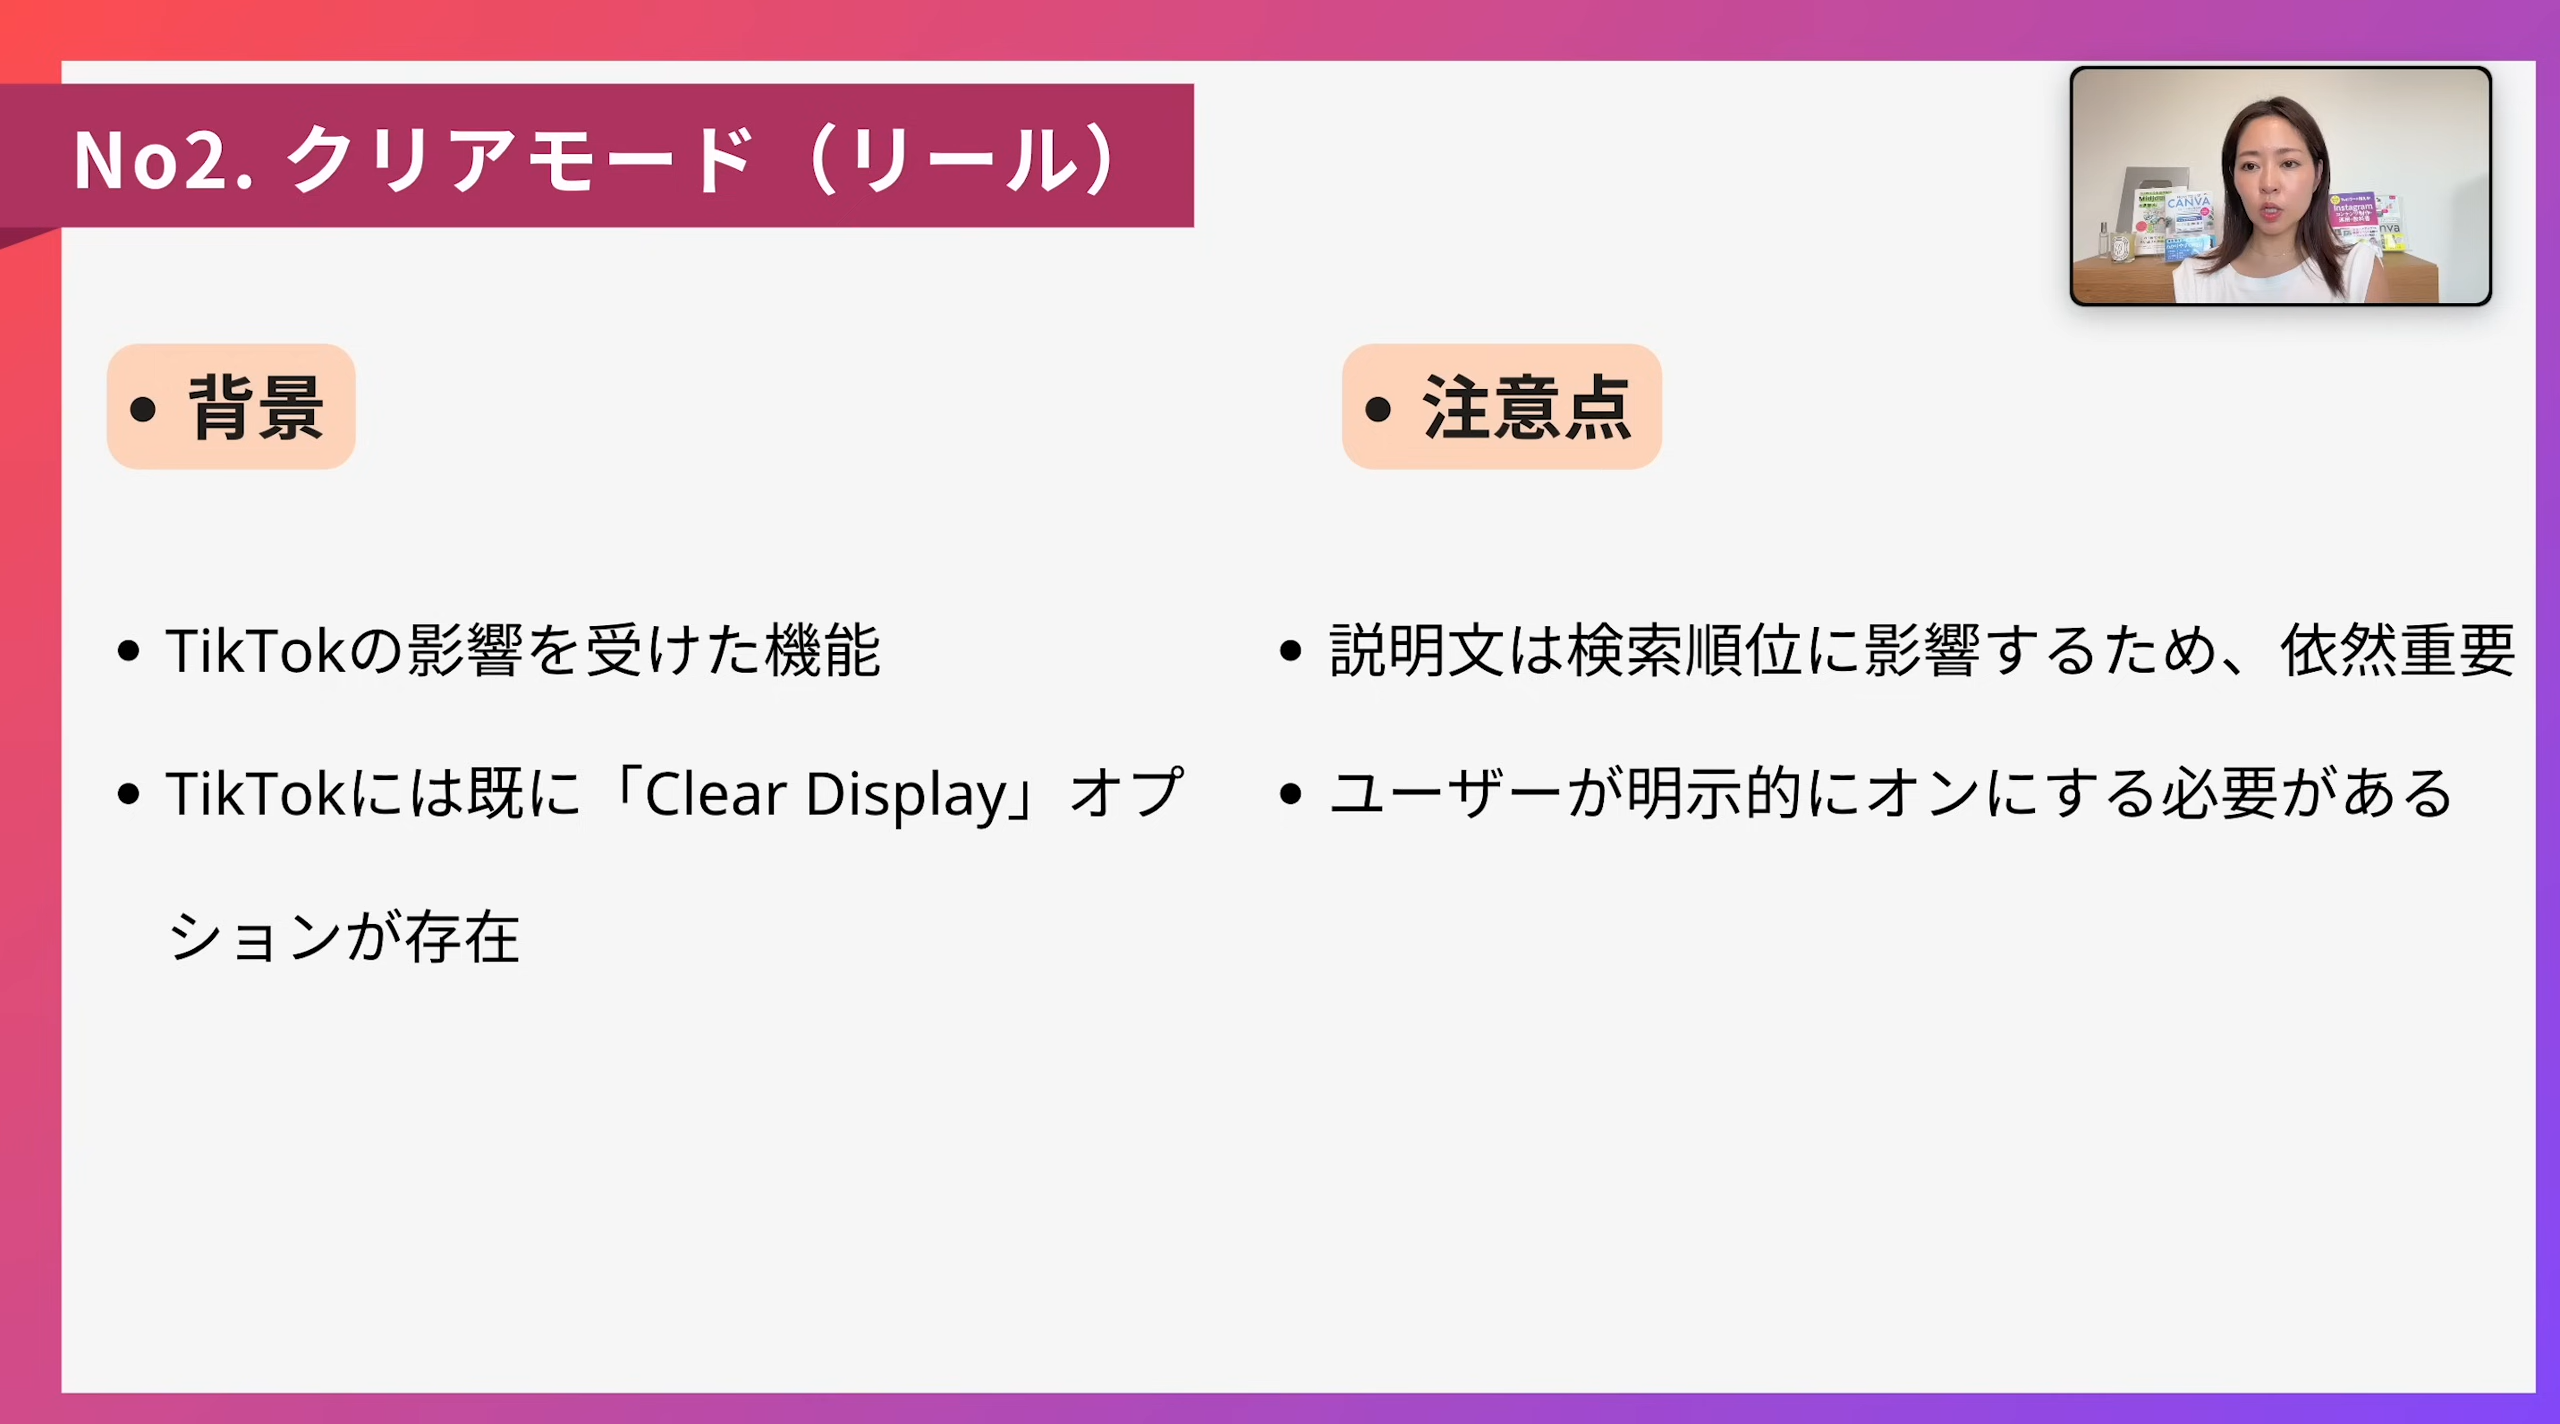 No2. クリアモード（リール）
• 背景
• TikTokの影響を受けた機能
• TikTokには既に「Clear Display」オプ
ションが存在
• 注意点
• 説明文は検索順位に影響するため、依然重要
• ユーザーが明示的にオンにする必要がある
CANVA
Instagram